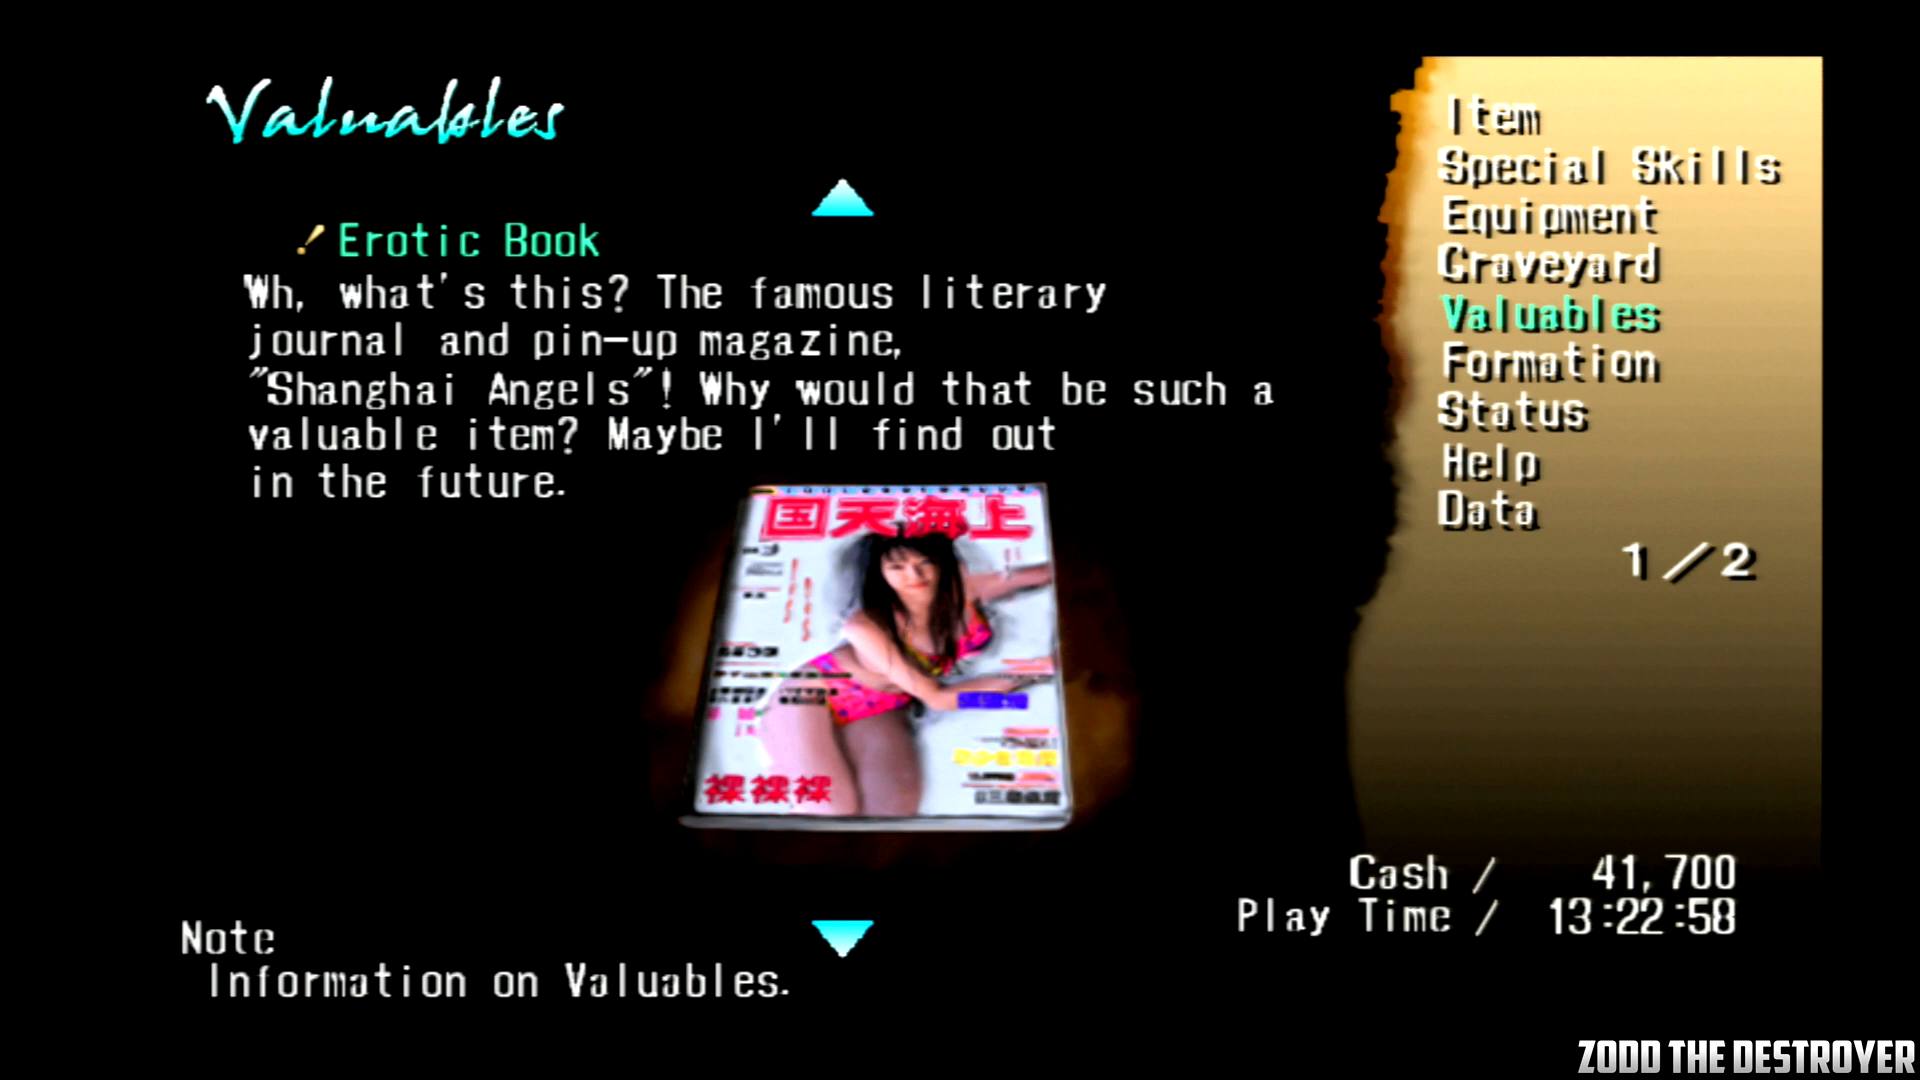 Valuables
Erotic Book
Wh, what's this? The famous literary
journal and pin-up magazine,
"Shanghai Angels"! Why would that be such a
valuable item? Maybe I'll find out
in the future.
国天海上
裸裸裸
Item
Special Skills
Equipment
Graveyard
Valuables
Formation
Status
Help
Data
1/2
Cash / 41,700
Play Time / 13:22:58
Note
Information on Valuables.
ZODD THE DESTROYER